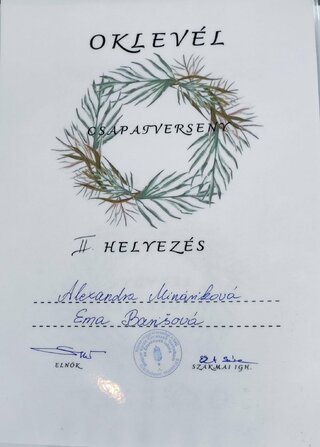 OKLEVÉL
CSAPATVERSENY
II. HELYEZÉS
Alexandra Mináriková
Ema Banšová
ELNÖK
SZAKMAI IGH.